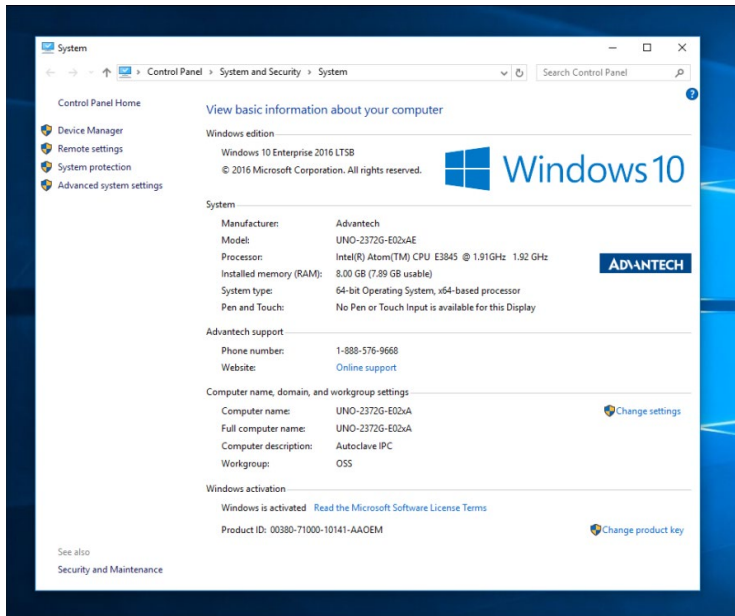 System
Control Panel > System and Security > System
Search Control Panel
Control Panel Home
Device Manager
Remote settings
System protection
Advanced system settings
See also
Security and Maintenance
?
View basic information about your computer
Windows edition
Windows 10 Enterprise 2016 LTSB
© 2016 Microsoft Corporation. All rights reserved.
Windows 10
System
Manufacturer: Advantech
Model: UNO-2372G-E02xAE
Processor: Intel(R) Atom(TM) CPU E3845 @ 1.91GHz 1.92 GHz
Installed memory (RAM): 8.00 GB (7.89 GB usable)
System type: 64-bit Operating System, x64-based processor
Pen and Touch: No Pen or Touch Input is available for this Display
ADVANTECH
Advantech support
Phone number: 1-888-576-9668
Website: Online support
Computer name, domain, and workgroup settings
Computer name: UNO-2372G-E02xA
Change settings
Full computer name: UNO-2372G-E02xA
Computer description: Autoclave IPC
Workgroup: OSS
Windows activation
Windows is activated Read the Microsoft Software License Terms
Product ID: 00380-71000-10141-AAOEM
Change product key